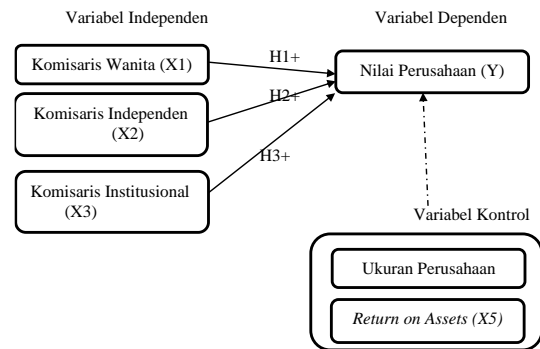 Variabel Independen
Variabel Dependen
Komisaris Wanita (X1)
H1+
Nilai Perusahaan (Y)
H2+
Komisaris Independen
(X2)
H3+
Komisaris Institusional
(X3)
Variabel Kontrol
Ukuran Perusahaan
Return on Assets (X5)